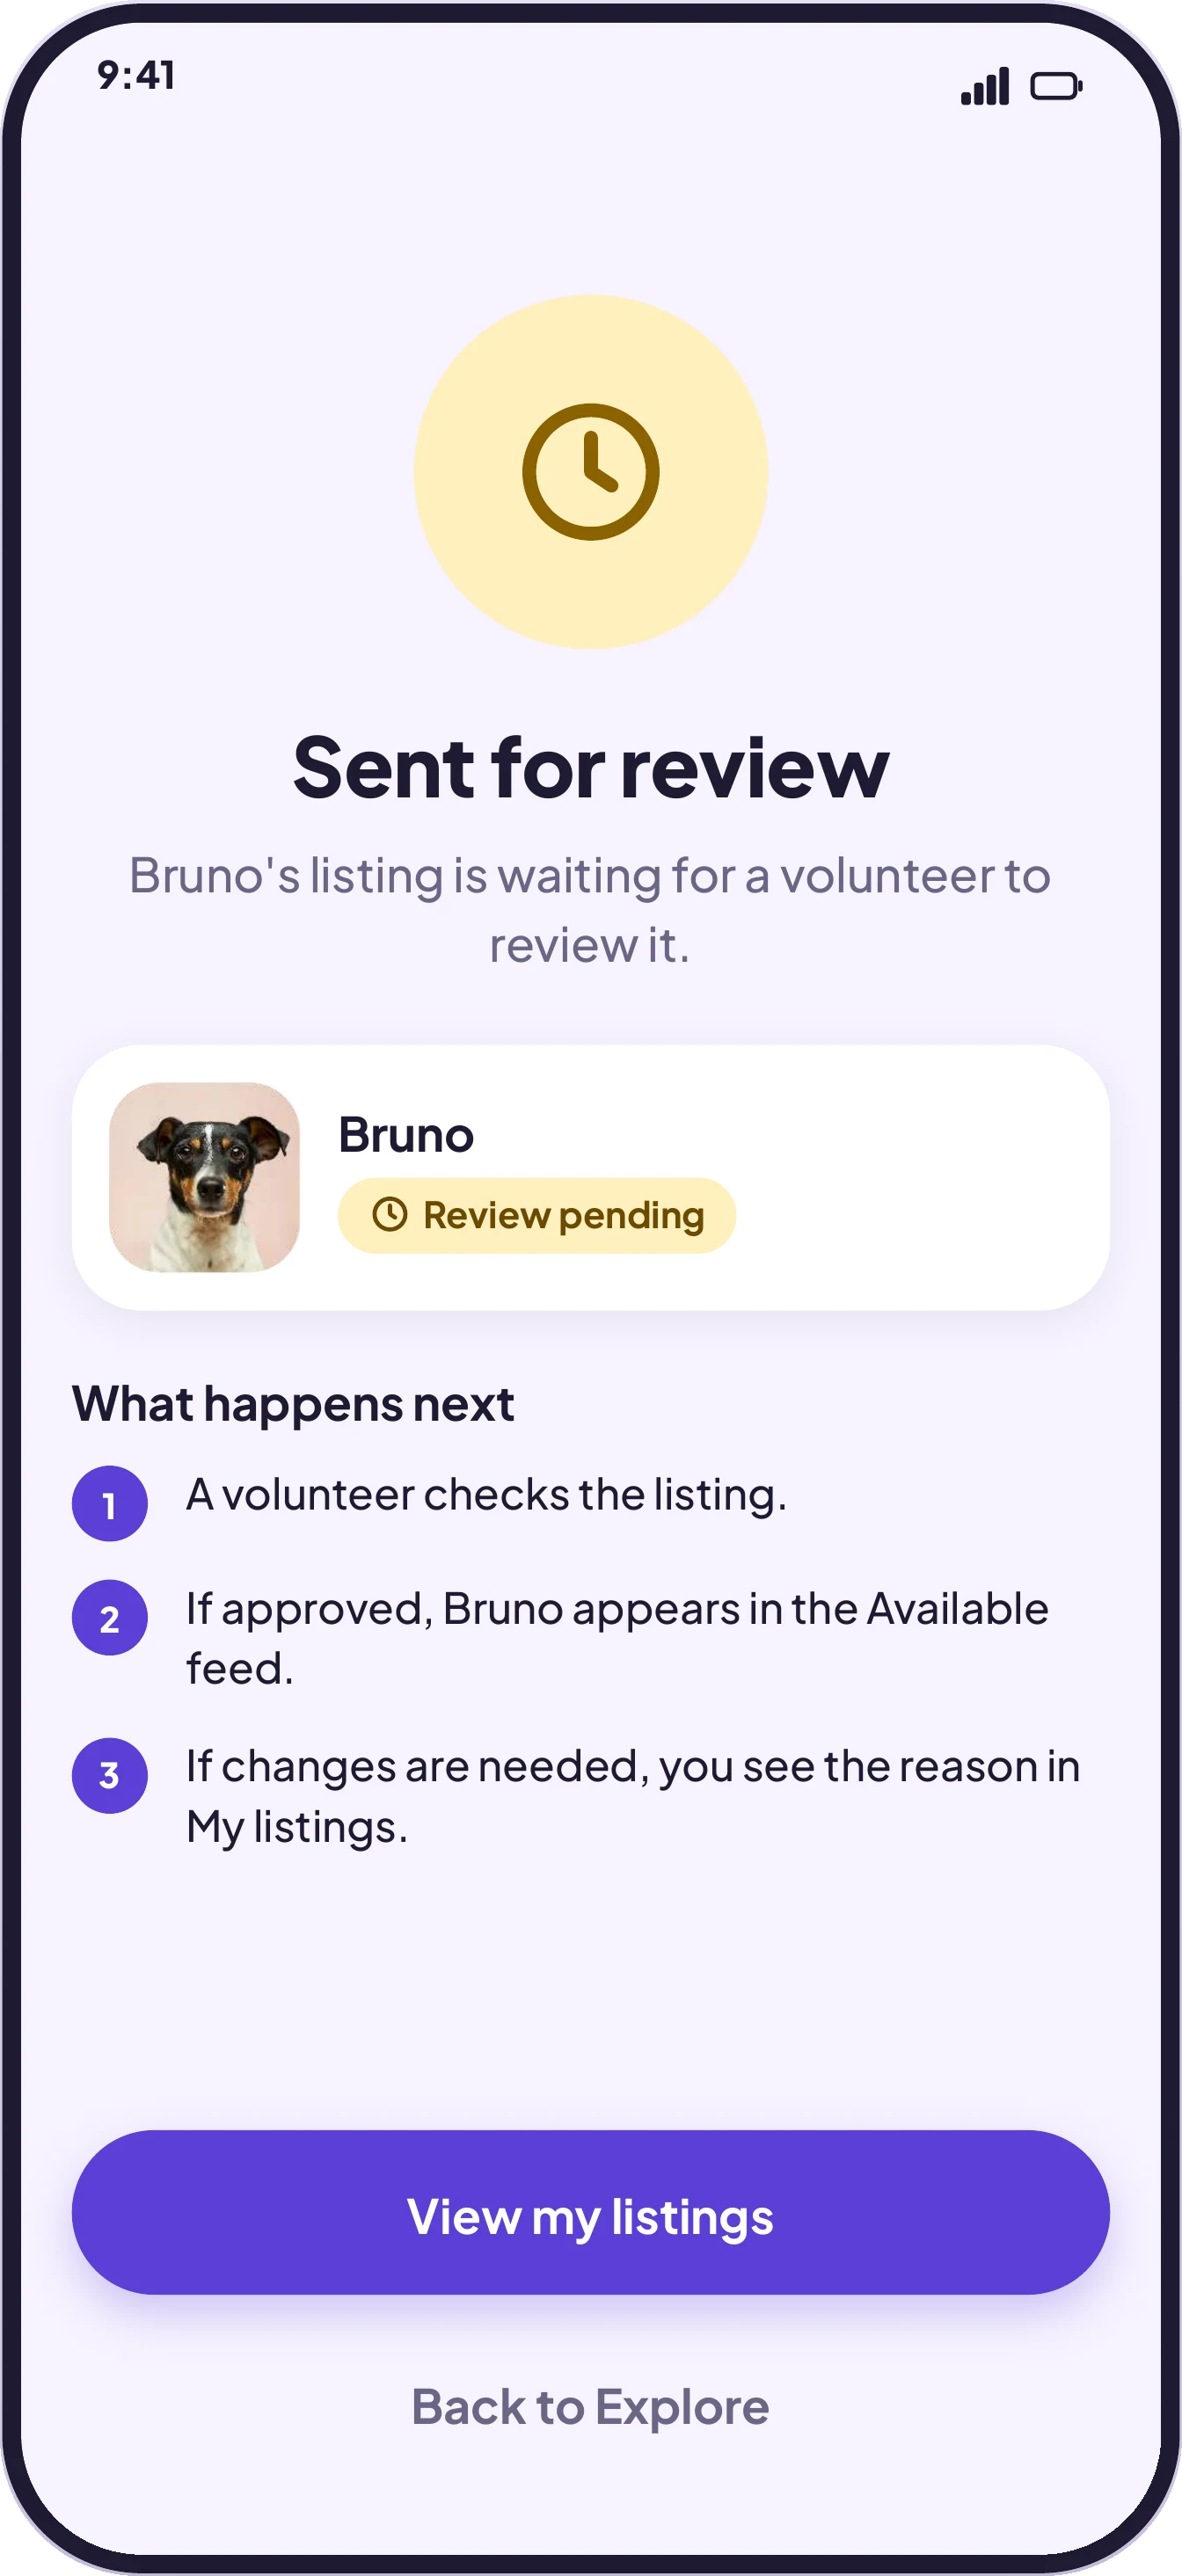 9:41
Sent for review
Bruno's listing is waiting for a volunteer to
review it.
Bruno
Review pending
What happens next
1 A volunteer checks the listing.
2 If approved, Bruno appears in the Available
feed.
3 If changes are needed, you see the reason in
My listings.
View my listings
Back to Explore